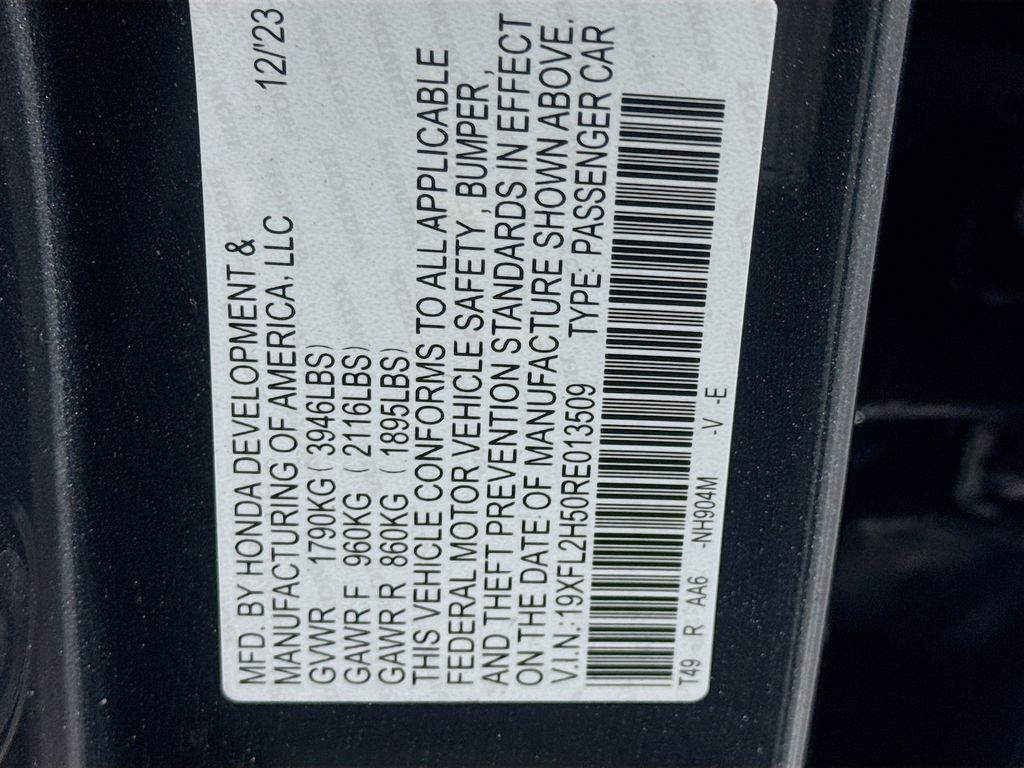 MFD. BY HONDA DEVELOPMENT &
MANUFACTURING OF AMERICA, LLC 12/'23
GVWR 1790KG ( 3946LBS)
GAWR F 960KG ( 2116LBS)
GAWR R 860KG ( 1895LBS)
THIS VEHICLE CONFORMS TO ALL APPLICABLE
FEDERAL MOTOR VEHICLE SAFETY , BUMPER,
AND THEFT PREVENTION STANDARDS IN EFFECT
ON THE DATE OF MANUFACTURE SHOWN ABOVE.
V.I.N.: 19XFL2H50RE013509 TYPE: PASSENGER CAR
T49 R AA6 -NH904M -V -E